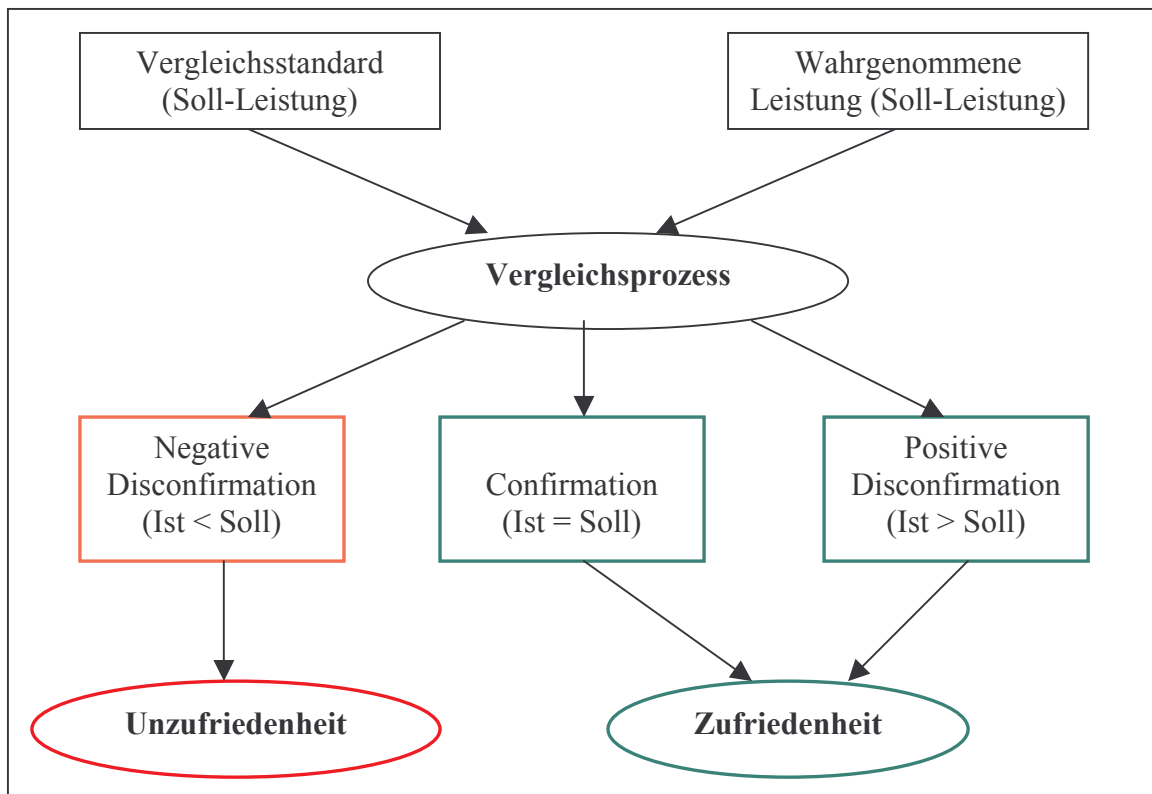 Vergleichsstandard
(Soll-Leistung)
Wahrgenommene
Leistung (Soll-Leistung)
Vergleichsprozess
Negative
Disconfirmation
(Ist < Soll)
Confirmation
(Ist = Soll)
Positive
Disconfirmation
(Ist > Soll)
Unzufriedenheit
Zufriedenheit